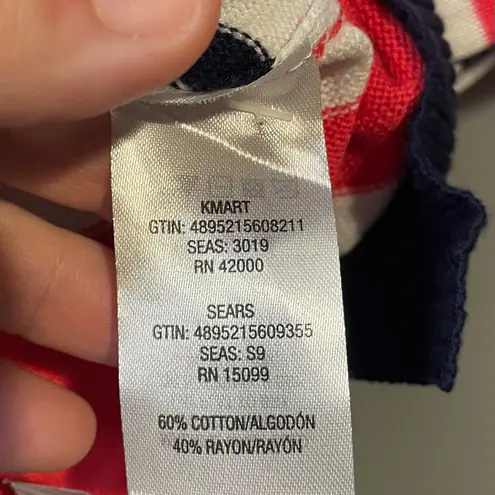 KMART
GTIN: 4895215608211
SEAS: 3019
RN 42000
SEARS
GTIN: 4895215609355
SEAS: S9
RN 15099
60% COTTON/ALGODÓN
40% RAYON/RAYÓN